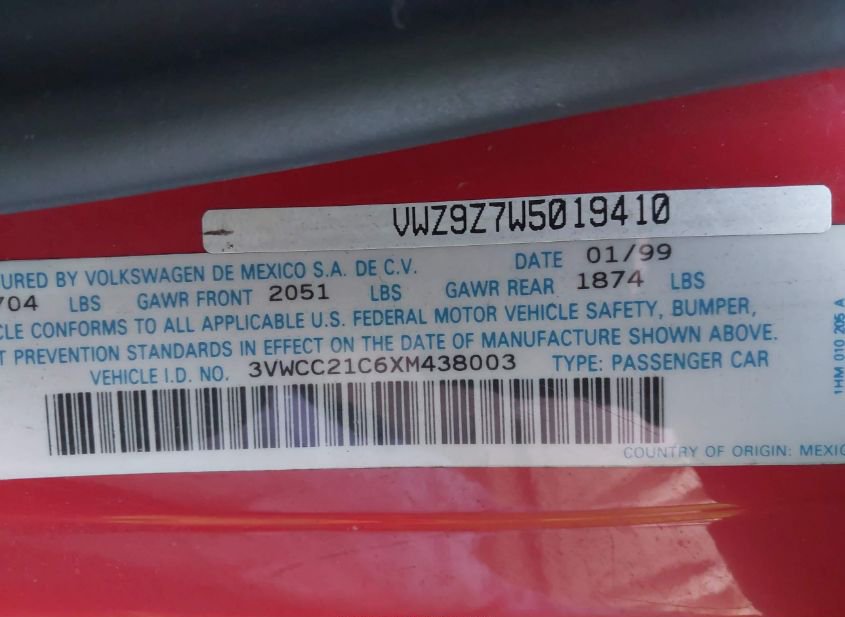 VWZ9Z7W5019410
URED BY VOLKSWAGEN DE MEXICO S.A. DE C.V. DATE 01/99
704 LBS GAWR FRONT 2051 LBS GAWR REAR 1874 LBS
CLE CONFORMS TO ALL APPLICABLE U.S. FEDERAL MOTOR VEHICLE SAFETY, BUMPER,
T PREVENTION STANDARDS IN EFFECT ON THE DATE OF MANUFACTURE SHOWN ABOVE.
VEHICLE I.D. NO. 3VWCC21C6XM438003 TYPE: PASSENGER CAR
COUNTRY OF ORIGIN: MEXIC
1HM 010 205 A